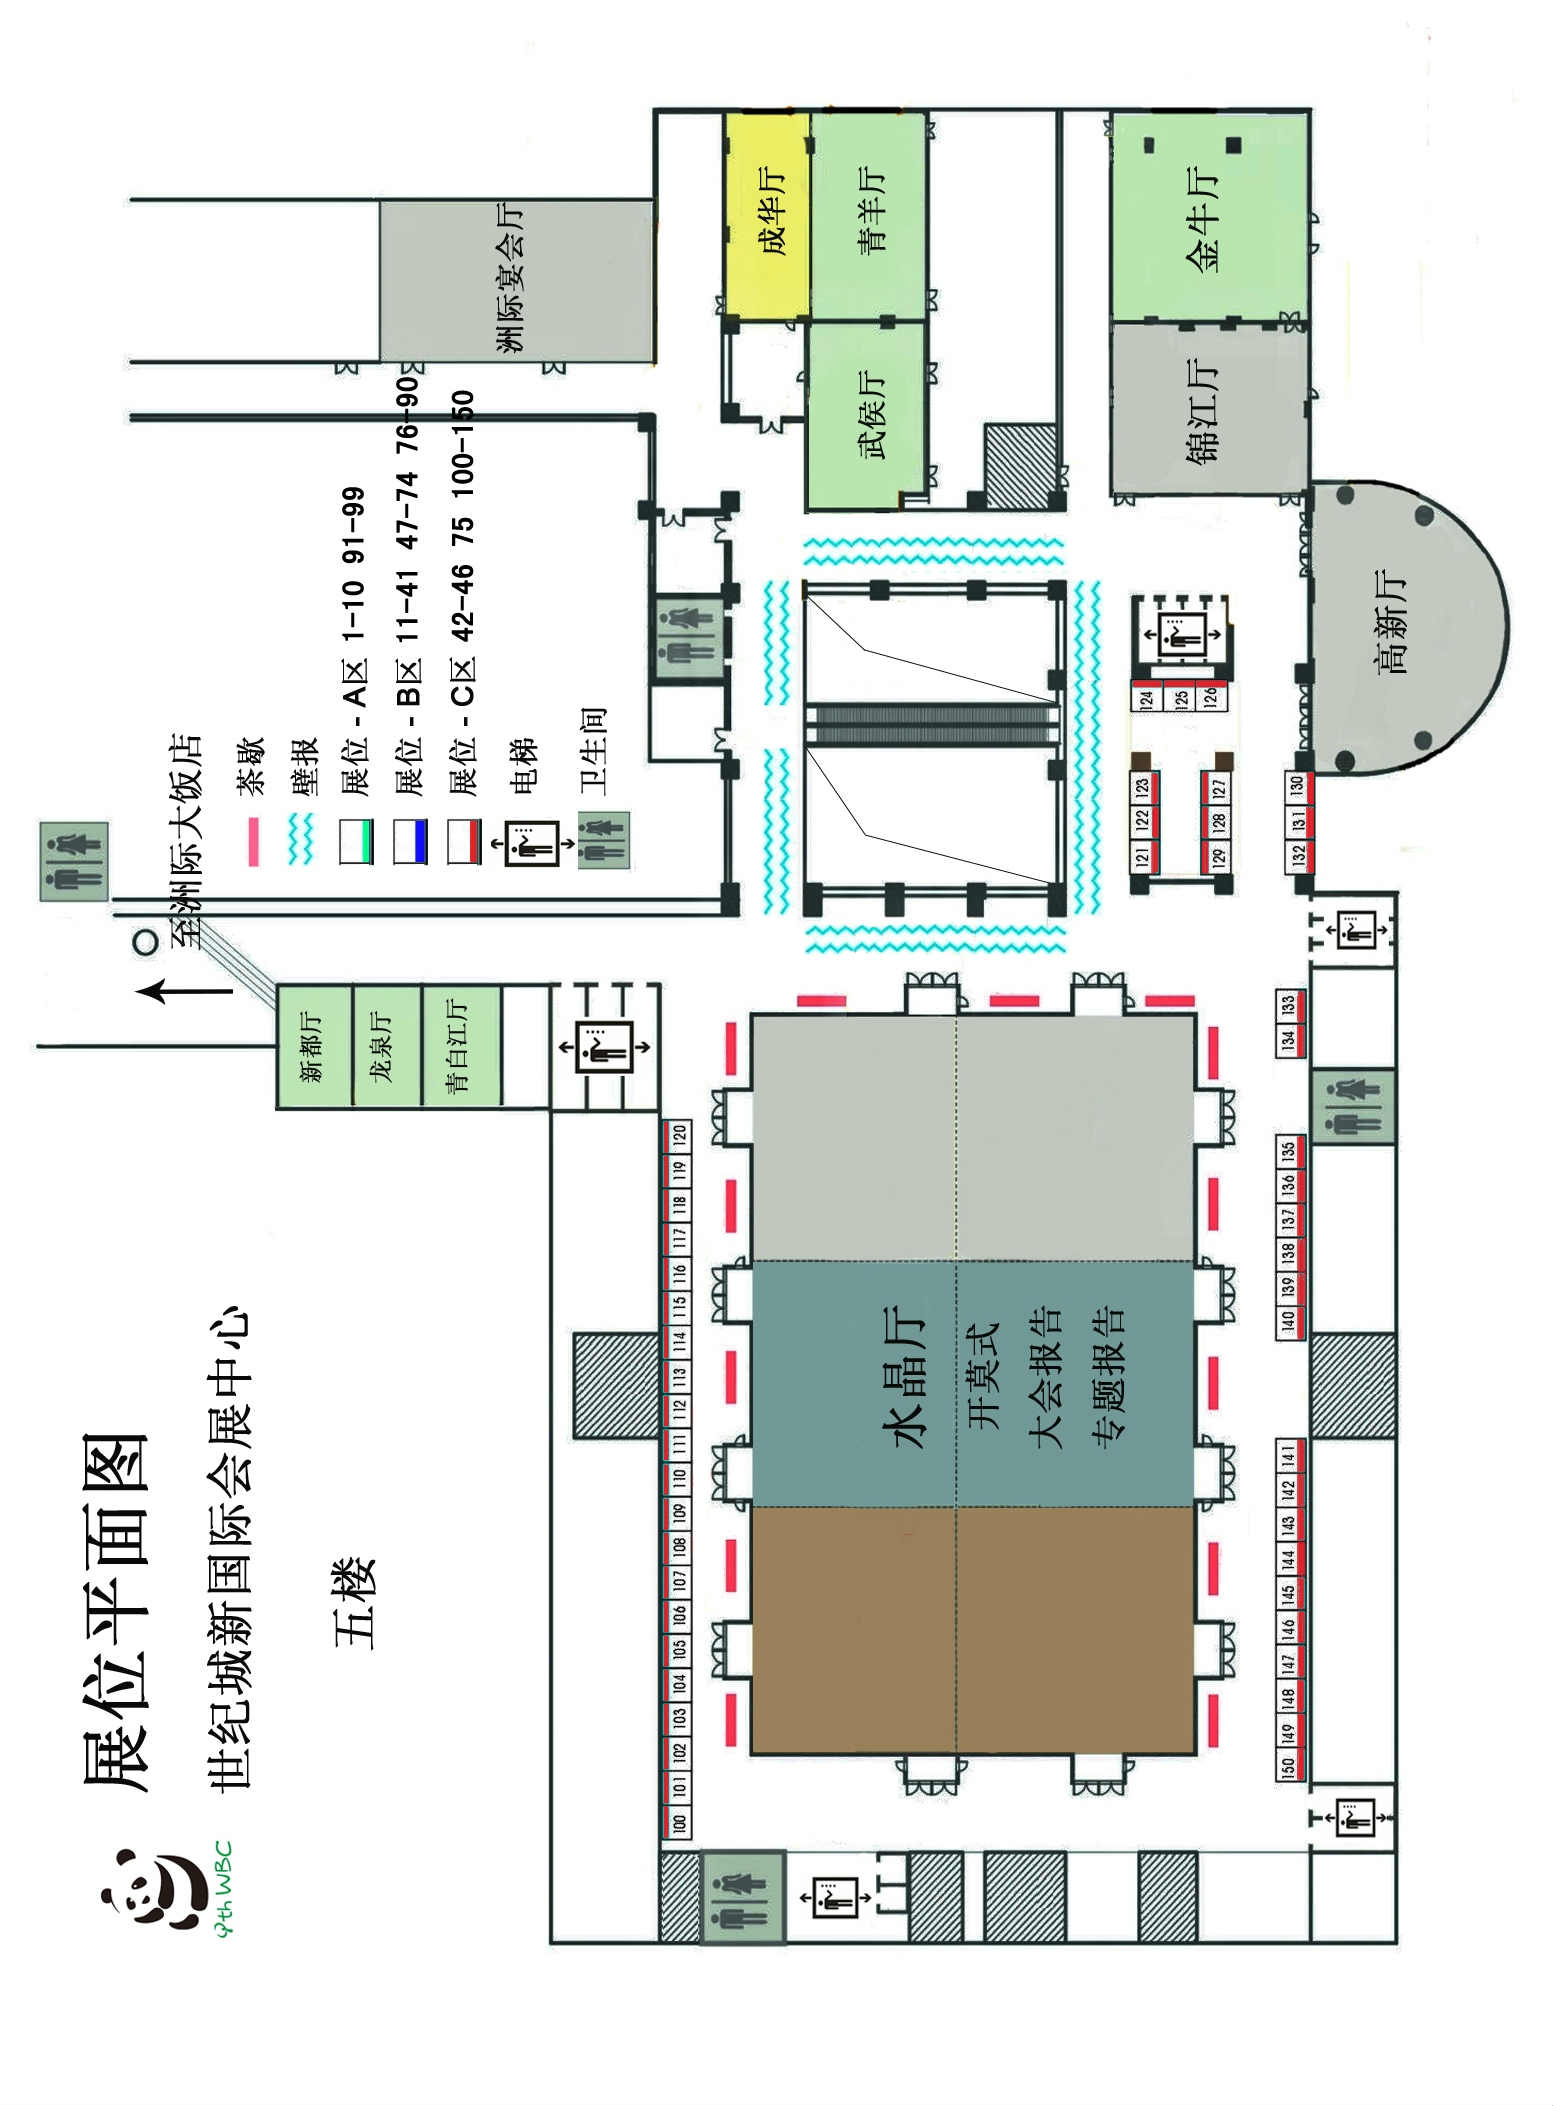 展位平面图
世纪城新国际会展中心
五楼
9th WBC
至洲际大饭店
茶歇
壁报
展位 - A区 1-10 91-99
展位 - B区 11-41 47-74 76-90
展位 - C区 42-46 75 100-150
电梯
卫生间
洲际宴会厅
成华厅
青羊厅
武侯厅
金牛厅
锦江厅
高新厅
新都厅
龙泉厅
青白江厅
水晶厅
开莫式
大会报告
专题报告
100 101 102 103 104 105 106 107 108 109 110 111 112 113 114 115 116 117 118 119 120
121 122 123
124
125
126
129 128 127
132 131 130
134 133
140 139 138 137 136 135
150 149 148 147 146 145 144 143 142 141